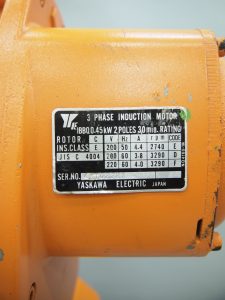 3 PHASE INDUCTION MOTOR
IBBO.0.45kW 2 POLES 30 min. RATING
ROTOR. C V Hz A rpm CODE
INS.CLASS E 200 50 4.4 2740 E
JIS C 4004 200 60 3.8 3290 D
220 60 4.0 3290 F
SER.NO.
YASKAWA ELECTRIC JAPAN